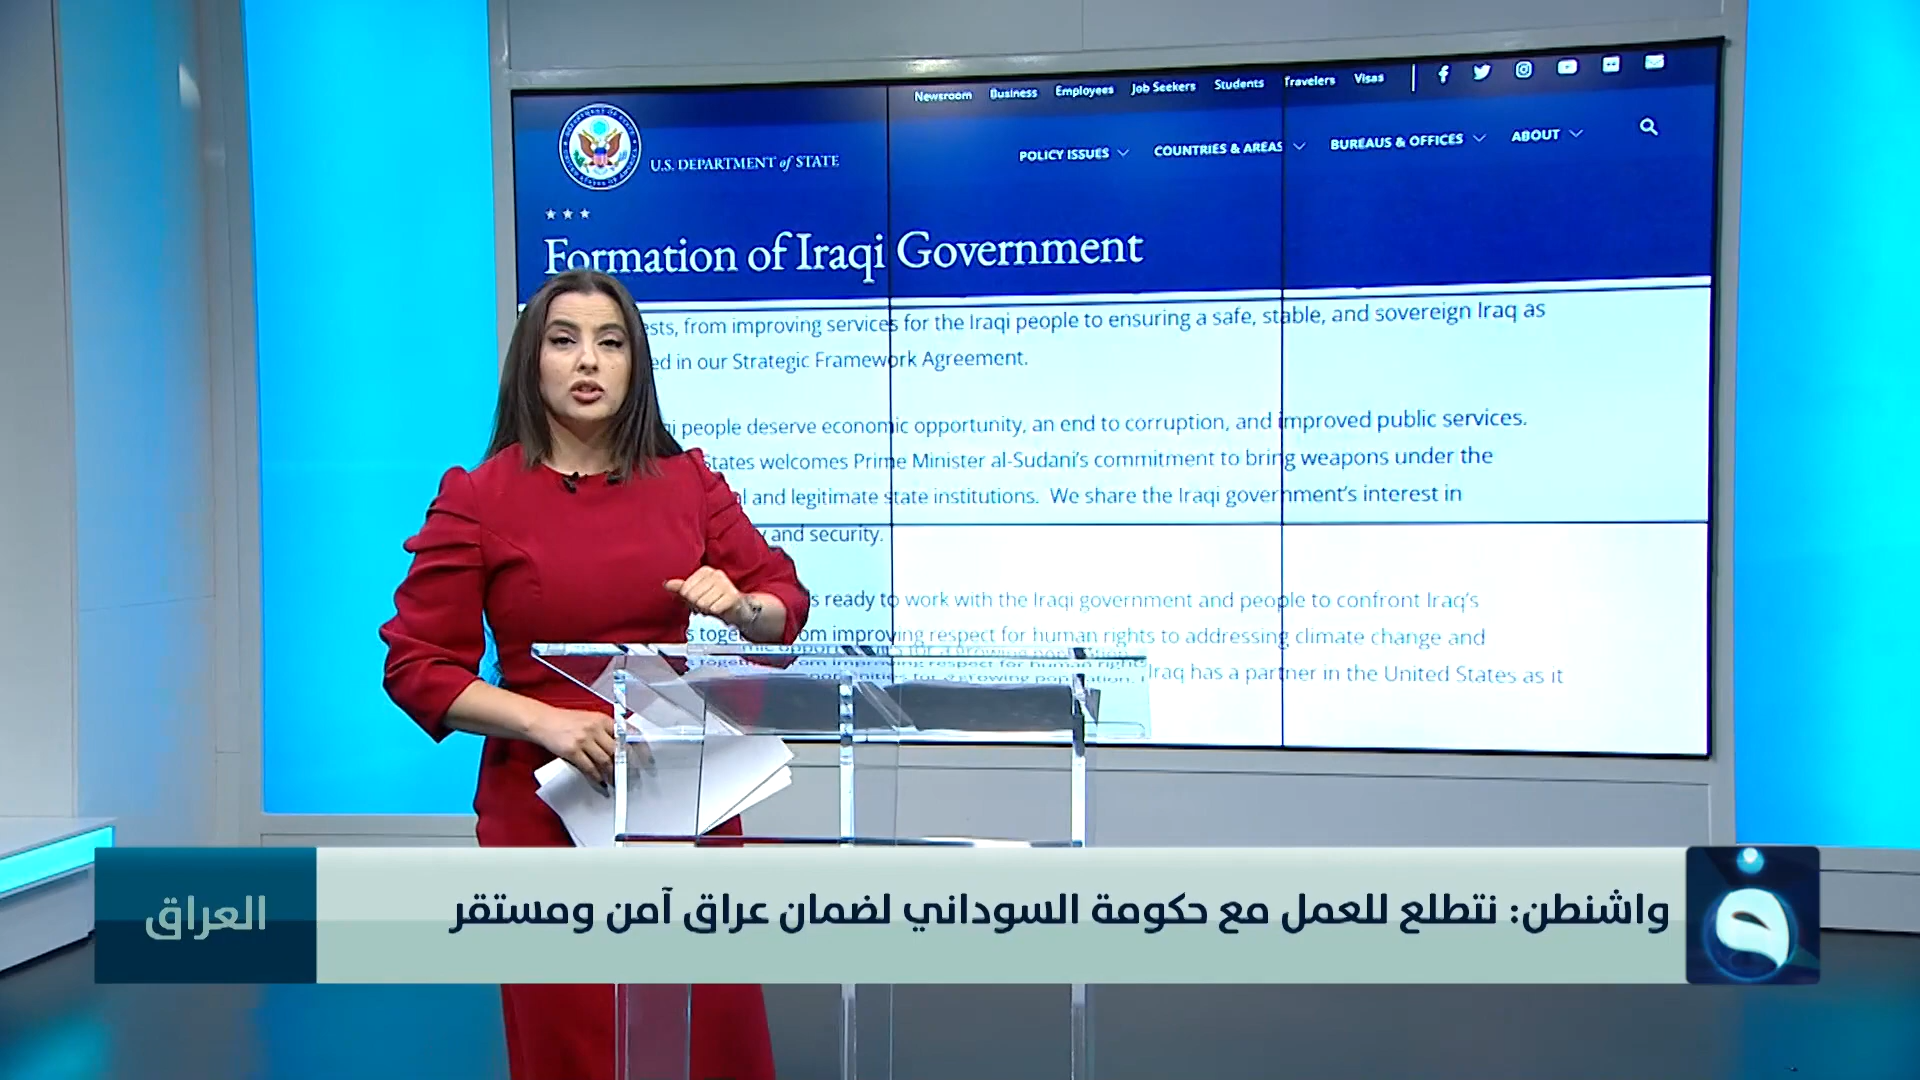 Newsroom Business Employees Job Seekers Students Travelers Visas
U.S. DEPARTMENT of STATE
POLICY ISSUES COUNTRIES & AREAS BUREAUS & OFFICES ABOUT
Formation of Iraqi Government
ests, from improving services for the Iraqi people to ensuring a safe, stable, and sovereign Iraq as
ed in our Strategic Framework Agreement.
qi people deserve economic opportunity, an end to corruption, and improved public services.
States welcomes Prime Minister al-Sudani's commitment to bring weapons under the
al and legitimate state institutions. We share the Iraqi government's interest in
y and security.
s ready to work with the Iraqi government and people to confront Iraq's
s together, from improving respect for human rights to addressing climate change and
Iraq has a partner in the United States as it
واشنطن: نتطلع للعمل مع حكومة السوداني لضمان عراق آمن ومستقر
العراق